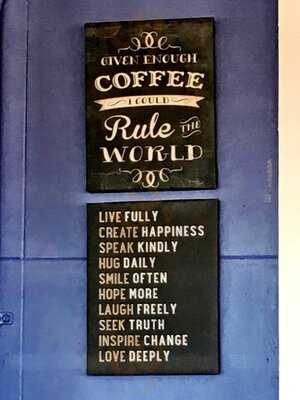 GIVEN ENOUGH
COFFEE
I COULD
Rule THE
WORLD
LIVE FULLY
CREATE HAPPINESS
SPEAK KINDLY
HUG DAILY
SMILE OFTEN
HOPE MORE
LAUGH FREELY
SEEK TRUTH
INSPIRE CHANGE
LOVE DEEPLY